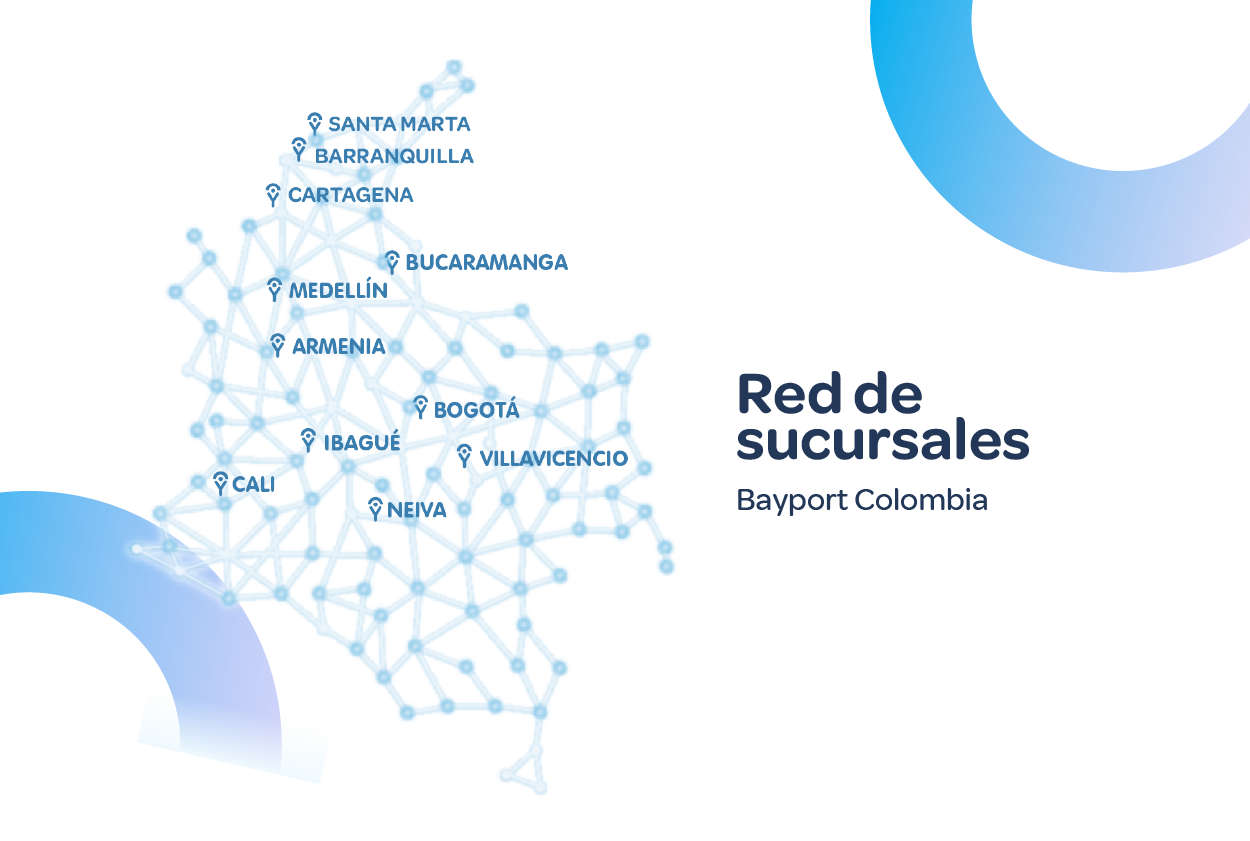 SANTA MARTA
BARRANQUILLA
CARTAGENA
BUCARAMANGA
MEDELLÍN
ARMENIA
BOGOTÁ
IBAGUÉ
VILLAVICENCIO
CALI
NEIVA
Red de
sucursales
Bayport Colombia